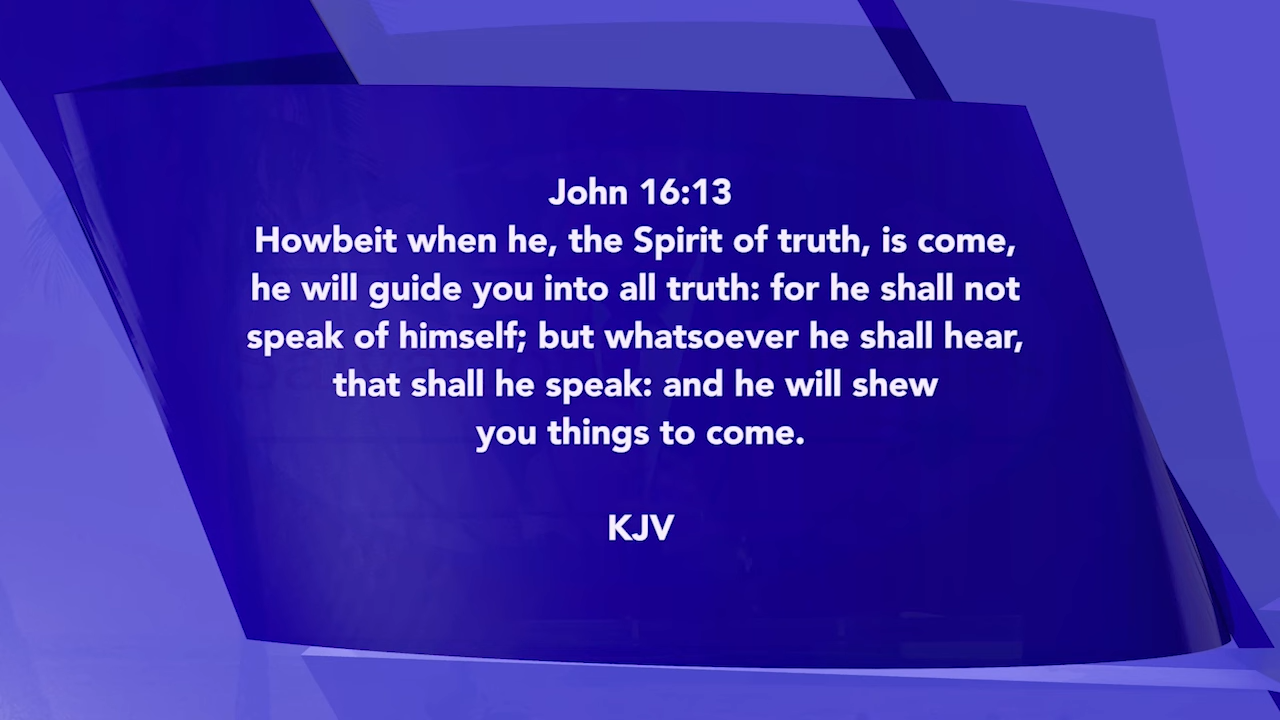 John 16:13
Howbeit when he, the Spirit of truth, is come,
he will guide you into all truth: for he shall not
speak of himself; but whatsoever he shall hear,
that shall he speak: and he will shew
you things to come.
KJV